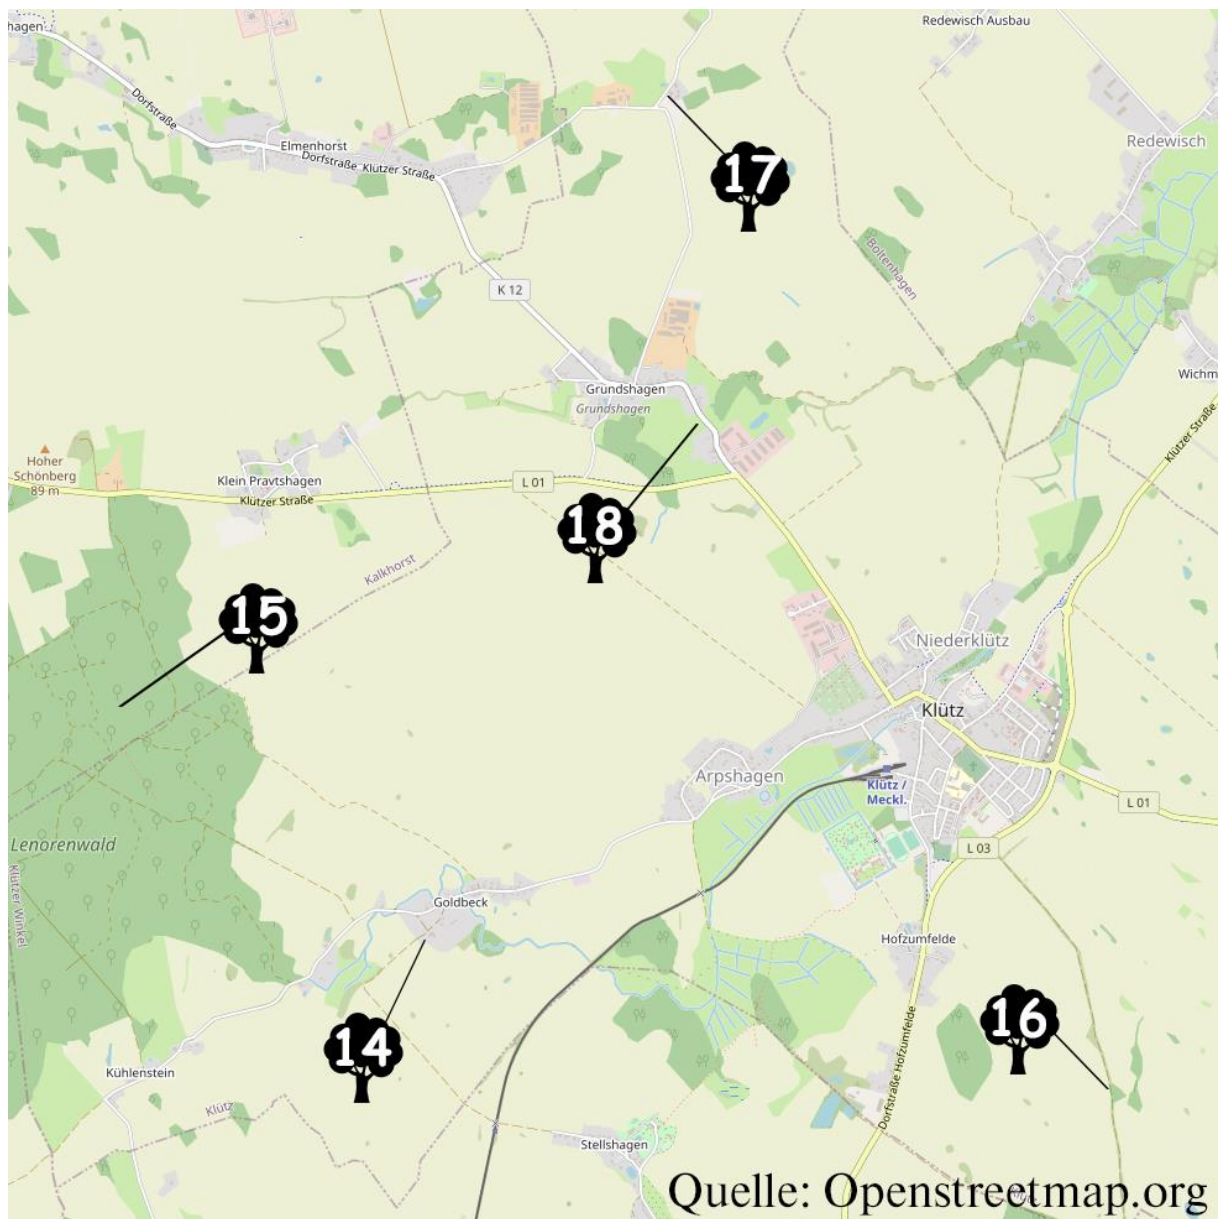 hagen
Redewisch Ausbau
Dorfstraße
Elmenhorst
Dorfstraße
Klützer Straße
Redewisch
17
Boltenhagen
K 12
Wichm
Grundshagen
Grundshagen
Klützer Straße
Hoher
Schönberg
89 m
Klein Pravtshagen
Klützer Straße
L 01
18
Kalkhorst
15
Niederklütz
Klütz
Arpshagen
Klütz /
Meckl.
L 01
Lenorenwald
L 03
Klützer Winkel
Goldbeck
Hofzumfelde
14
16
Kühlenstein
Dorfstraße Hofzumfelde
Klütz
Stellshagen
Quelle: Openstreetmap.org